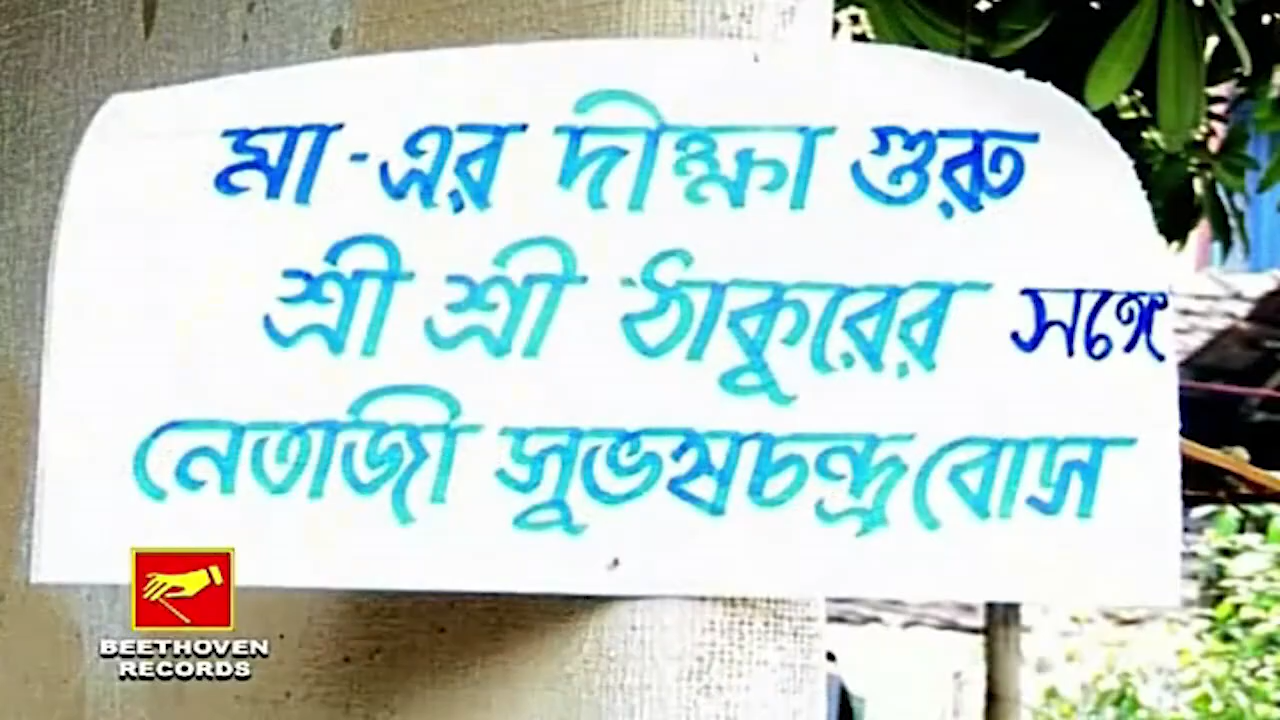 মা-এর দীক্ষা গুরু
শ্রী শ্রী ঠাকুরের সঙ্গে
নেতাজী সুভষচন্দ্র বোস
BEETHOVEN
RECORDS